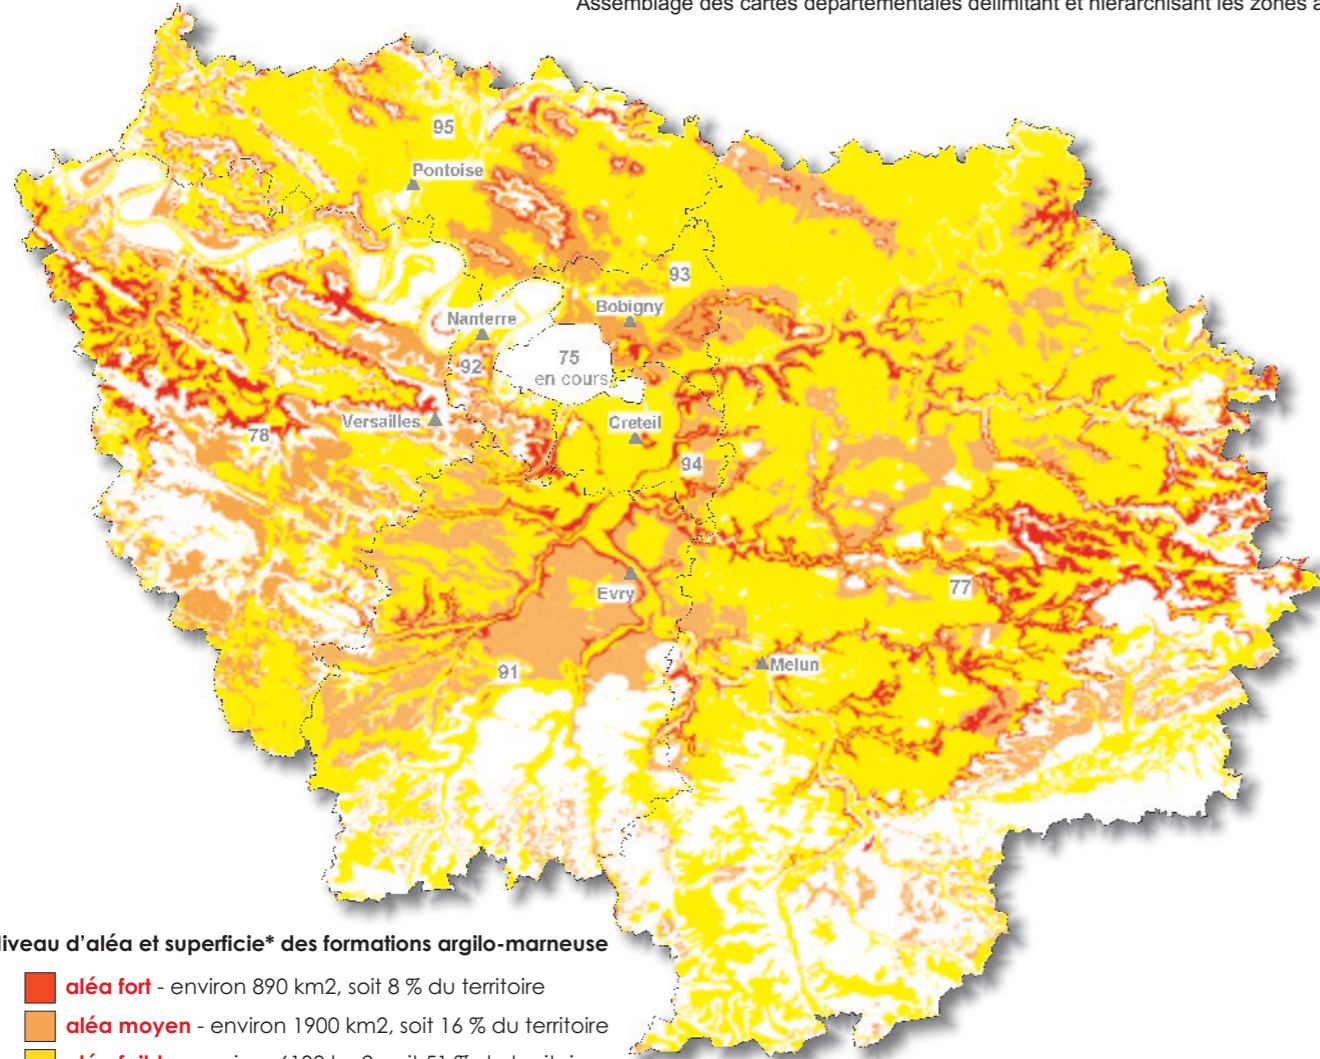 Assemblage des cartes départementales délimitant et hiérarchisant les zones
95
Pontoise
93
Bobigny
Nanterre
92
75
en cours
Versailles
78
Creteil
94
Evry
77
91
Melun
iveau d'aléa et superficie* des formations argilo-marneuse
aléa fort - environ 890 km2, soit 8 % du territoire
aléa moyen - environ 1900 km2, soit 16 % du territoire